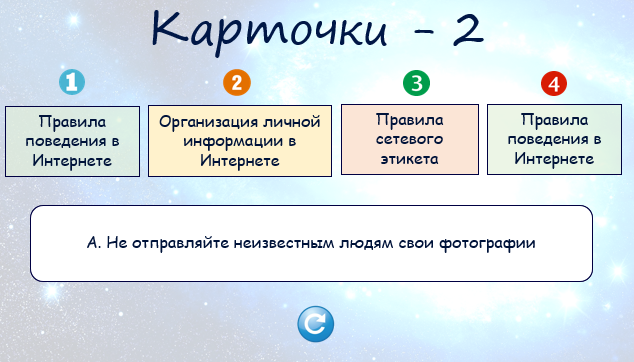 Карточки - 2
1
2
3
4
Правила
поведения в
Интернете
Организация личной
информации в
Интернете
Правила
сетевого
этикета
Правила
поведения в
Интернете
А. Не отправляйте неизвестным людям свои фотографии